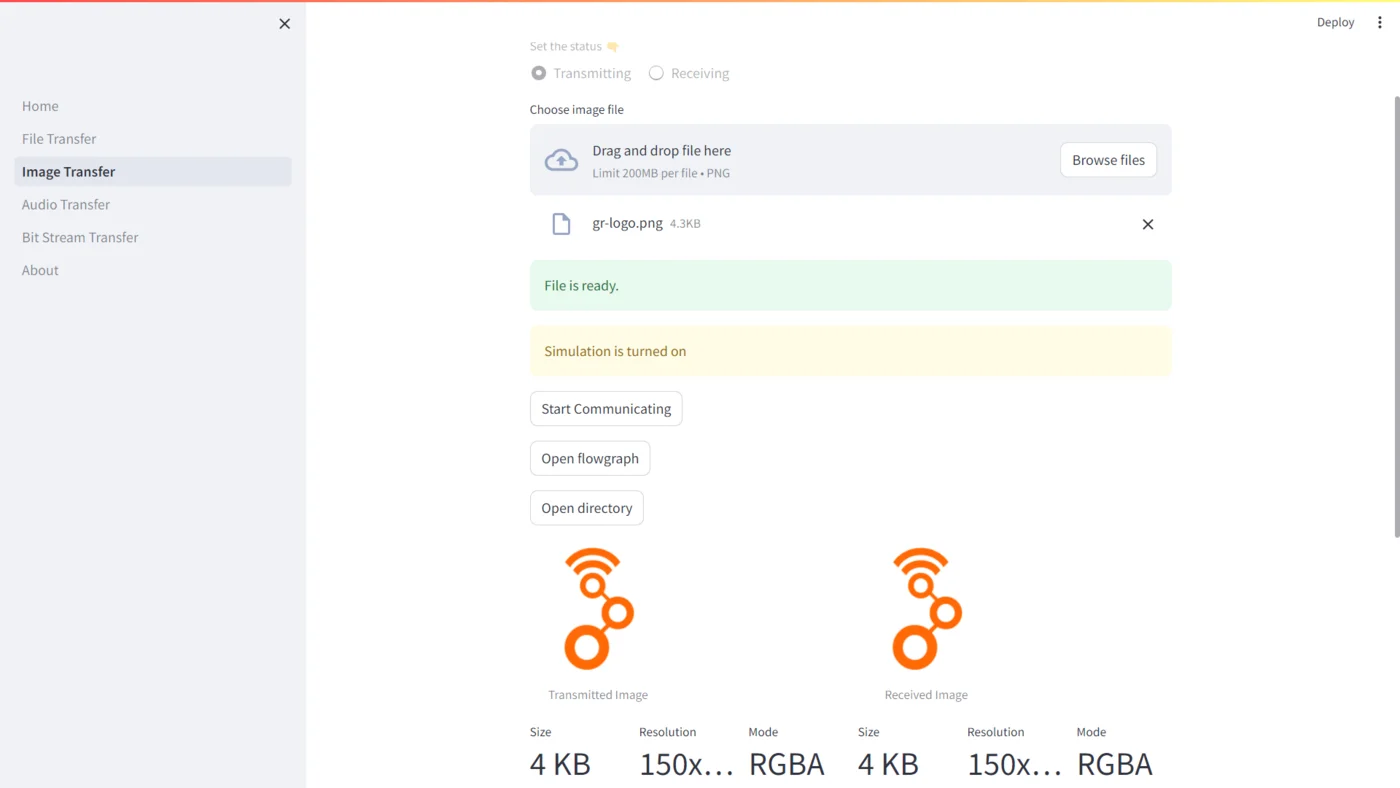 Deploy
Home
File Transfer
Image Transfer
Audio Transfer
Bit Stream Transfer
About
Set the status 👇
Transmitting Receiving
Choose image file
Drag and drop file here
Limit 200MB per file • PNG
Browse files
gr-logo.png 4.3KB
File is ready.
Simulation is turned on
Start Communicating
Open flowgraph
Open directory
Transmitted Image Received Image
Size Resolution Mode Size Resolution Mode
4 KB 150x… RGBA 4 KB 150x… RGBA